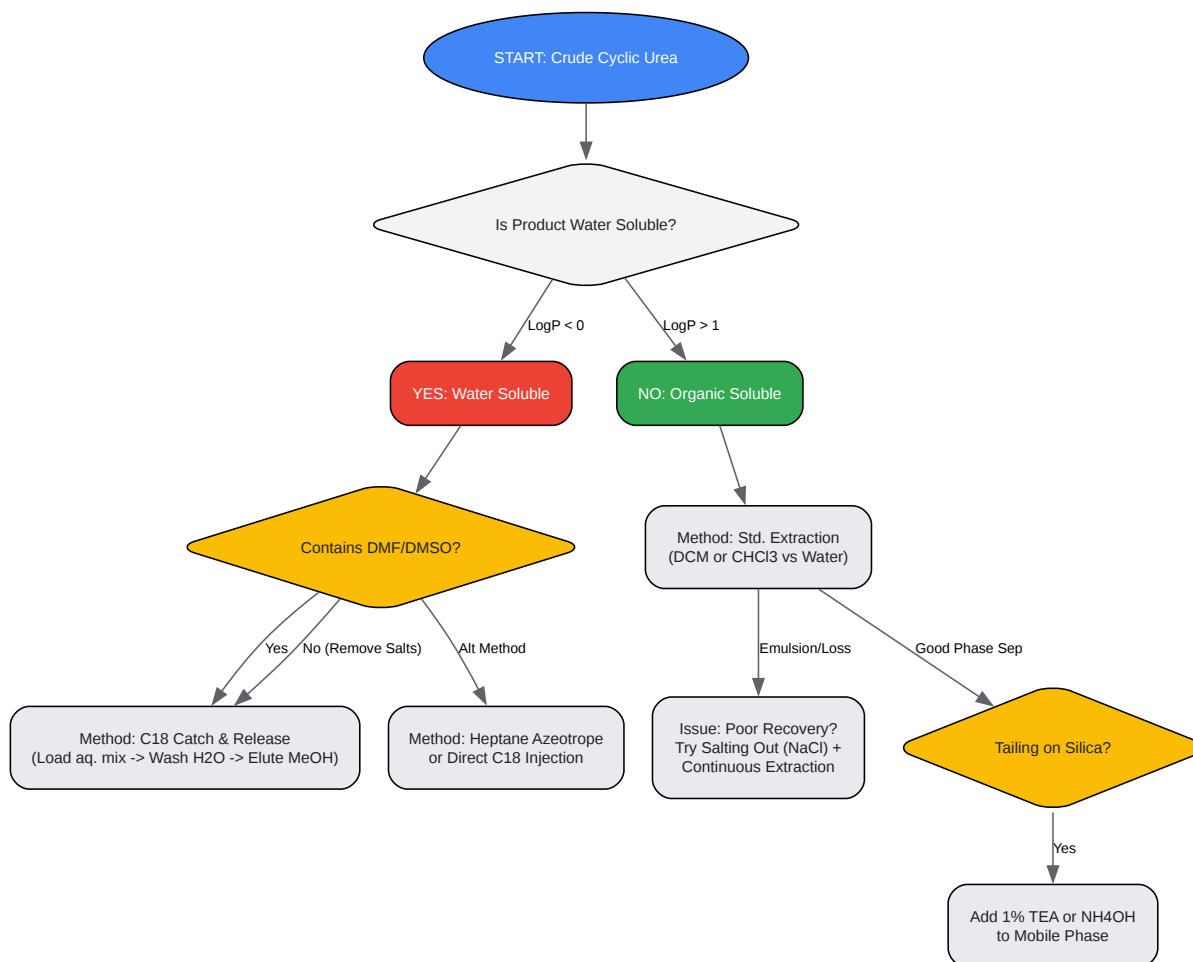 START: Crude Cyclic Urea
Is Product Water Soluble?
LogP < 0
LogP > 1
YES: Water Soluble
NO: Organic Soluble
Contains DMF/DMSO?
Method: Std. Extraction
(DCM or CHCl3 vs Water)
Yes
No (Remove Salts)
Alt Method
Emulsion/Loss
Good Phase Sep
Method: C18 Catch & Release
(Load aq. mix -> Wash H2O -> Elute MeOH)
Method: Heptane Azeotrope
or Direct C18 Injection
Issue: Poor Recovery?
Try Salting Out (NaCl) +
Continuous Extraction
Tailing on Silica?
Yes
Add 1% TEA or NH4OH
to Mobile Phase